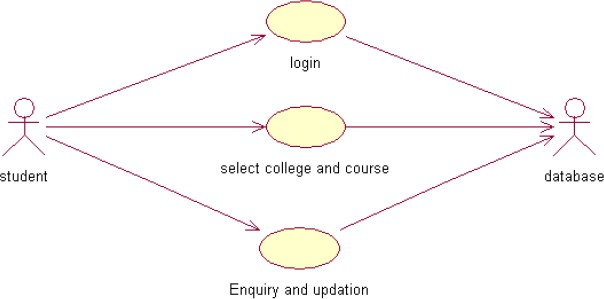 login
student
select college and course
database
Enquiry and updation